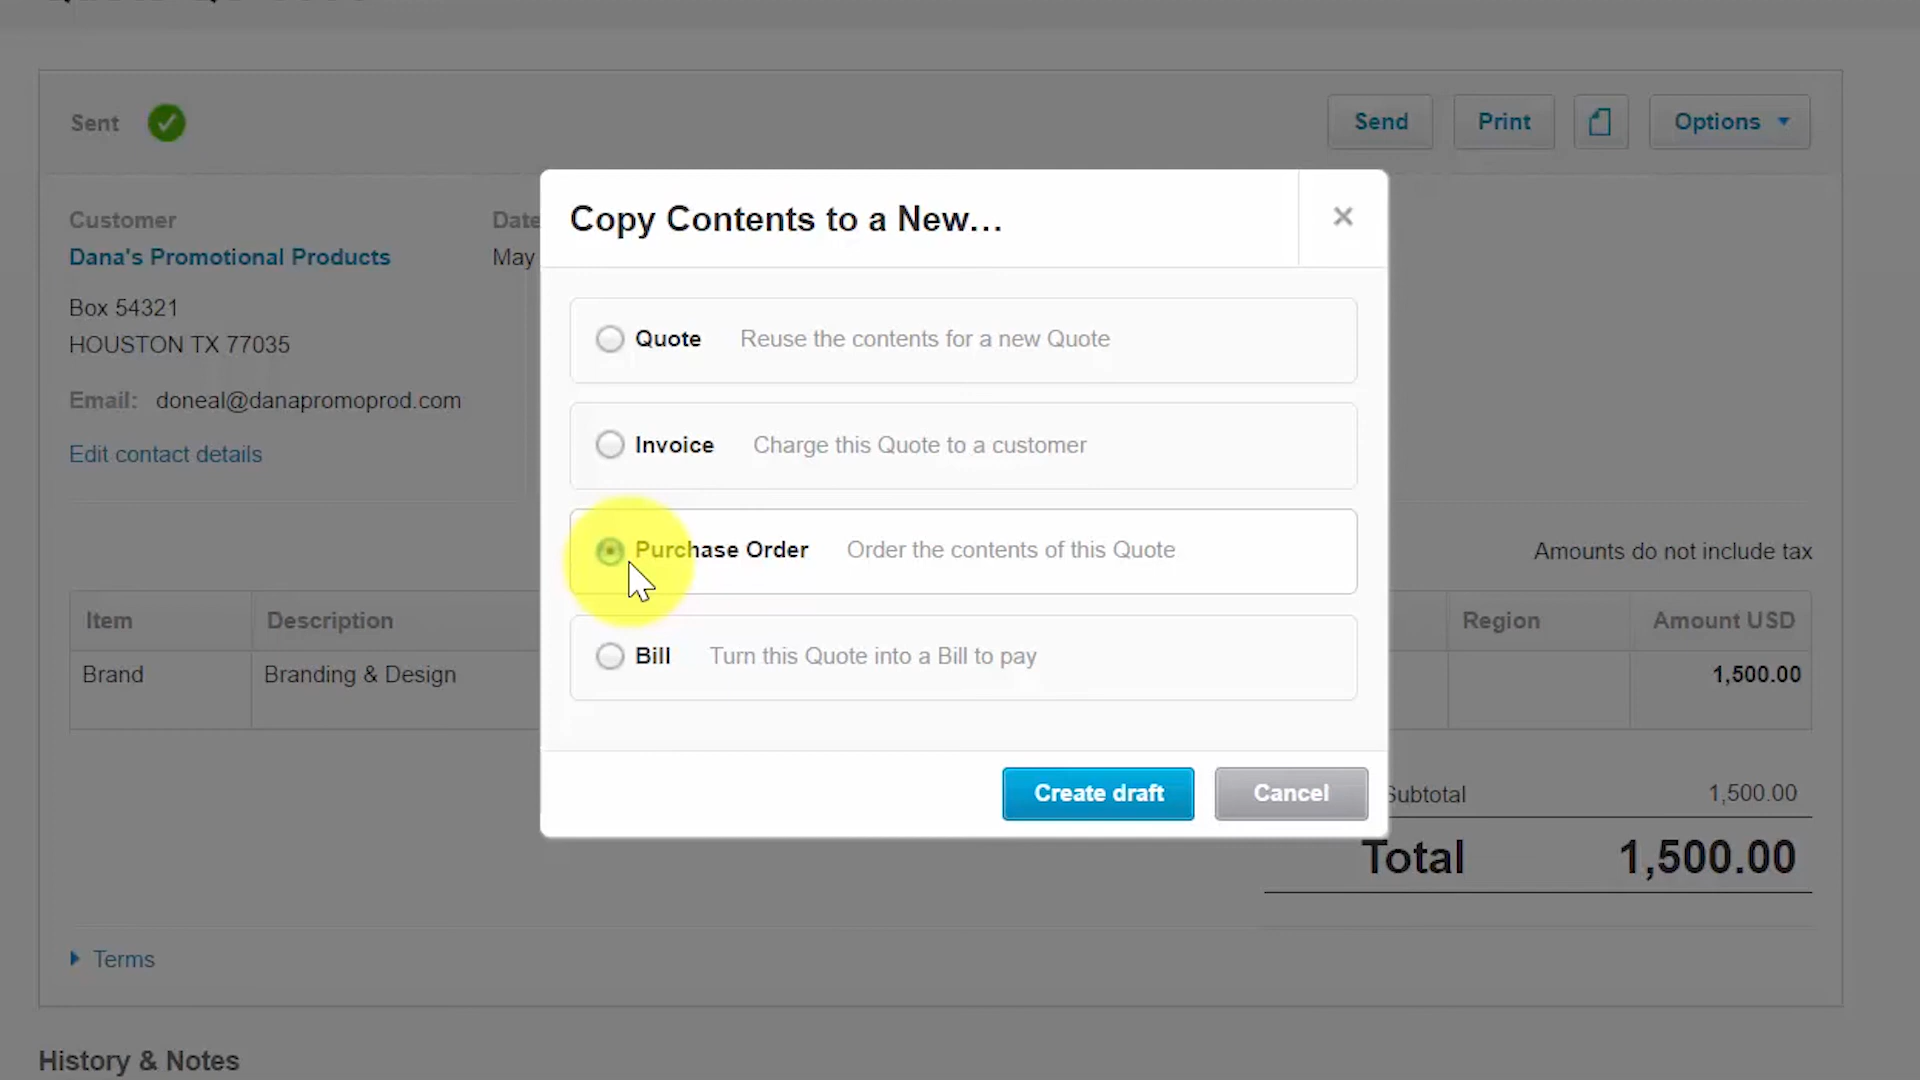 Sent
Send
Print
Options
Copy Contents to a New...
Customer
Date
Dana's Promotional Products
May
Box 54321
HOUSTON TX 77035
Email: doneal@danapromoprod.com
Edit contact details
Quote Reuse the contents for a new Quote
Invoice Charge this Quote to a customer
Purchase Order Order the contents of this Quote
Bill Turn this Quote into a Bill to pay
Create draft
Cancel
Amounts do not include tax
Item Description Region Amount USD
Brand Branding & Design 1,500.00
Subtotal 1,500.00
Total 1,500.00
Terms
History & Notes